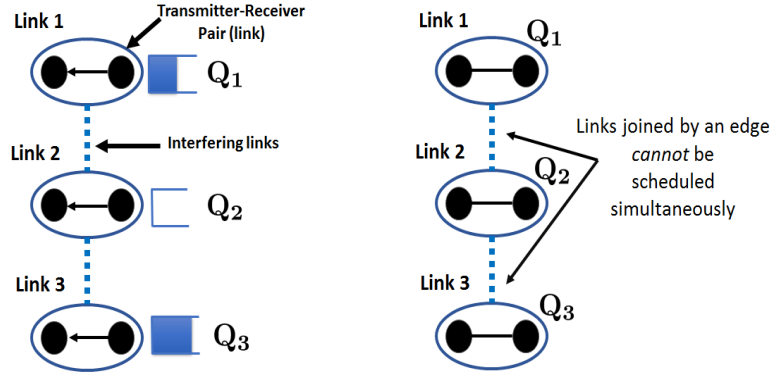 Link 1
Transmitter-Receiver
Pair (link)
Q₁
Link 2
Interfering links
Q₂
Link 3
Q₃
Link 1
Q₁
Links joined by an edge
cannot be
scheduled
simultaneously
Link 2
Q₂
Link 3
Q₃